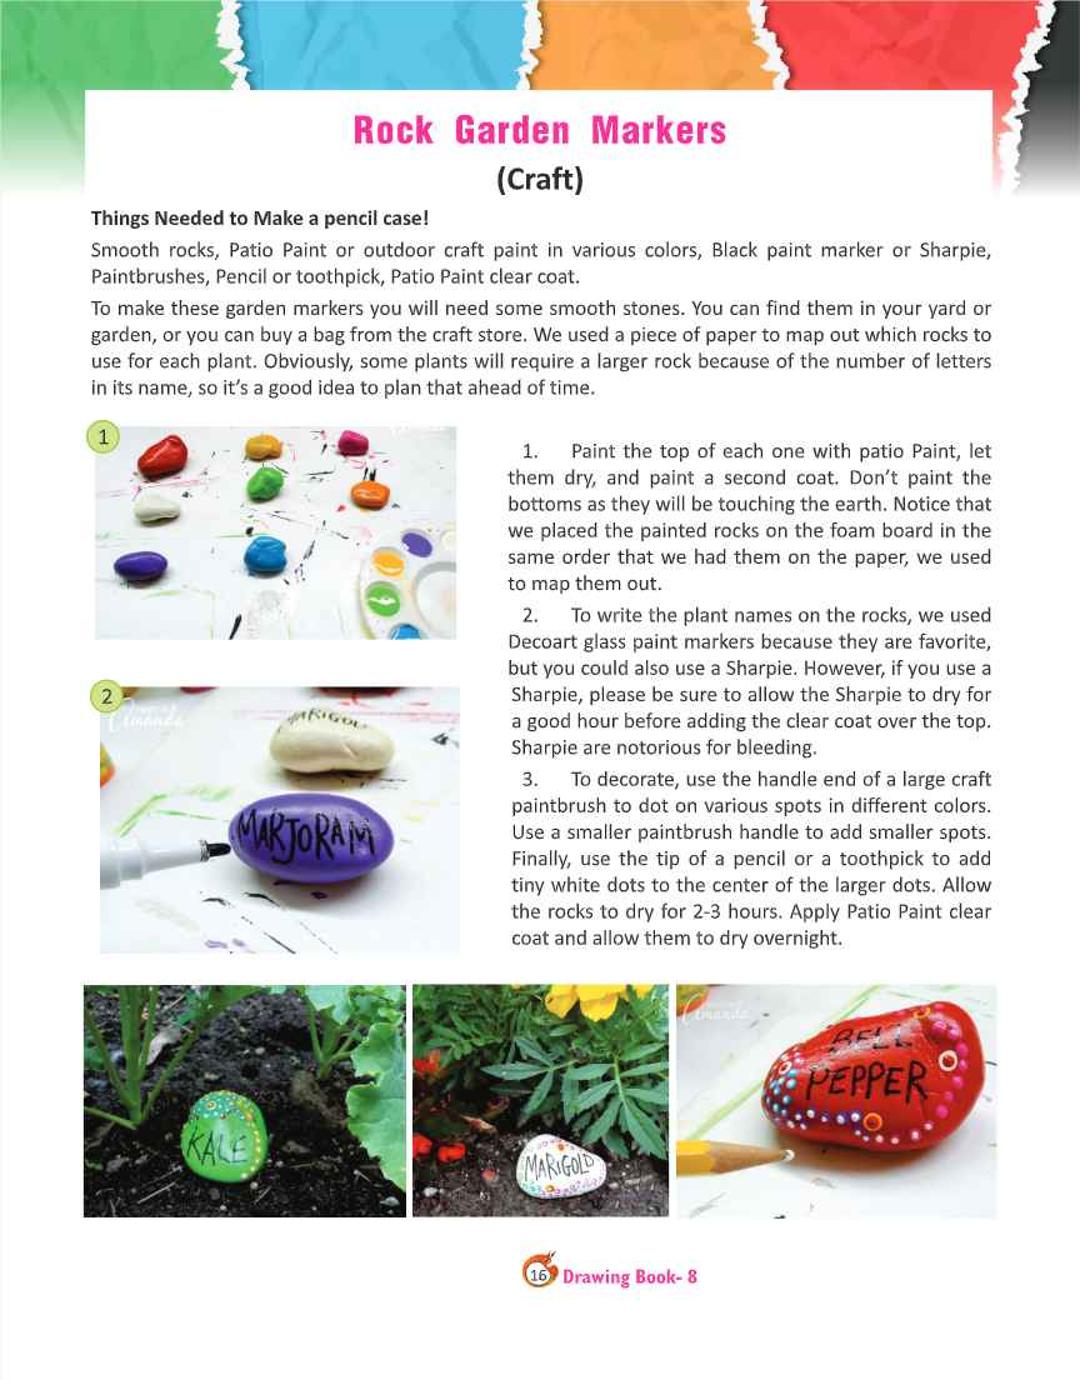 Rock Garden Markers
(Craft)
Things Needed to Make a pencil case!
Smooth rocks, Patio Paint or outdoor craft paint in various colors, Black paint marker or Sharpie,
Paintbrushes, Pencil or toothpick, Patio Paint clear coat.
To make these garden markers you will need some smooth stones. You can find them in your yard or
garden, or you can buy a bag from the craft store. We used a piece of paper to map out which rocks to
use for each plant. Obviously, some plants will require a larger rock because of the number of letters
in its name, so it's a good idea to plan that ahead of time.
1
1. Paint the top of each one with patio Paint, let
them dry, and paint a second coat. Don't paint the
bottoms as they will be touching the earth. Notice that
we placed the painted rocks on the foam board in the
same order that we had them on the paper, we used
to map them out.
2. To write the plant names on the rocks, we used
Decoart glass paint markers because they are favorite,
but you could also use a Sharpie. However, if you use a
Sharpie, please be sure to allow the Sharpie to dry for
a good hour before adding the clear coat over the top.
Sharpie are notorious for bleeding.
3. To decorate, use the handle end of a large craft
paintbrush to dot on various spots in different colors.
Use a smaller paintbrush handle to add smaller spots.
Finally, use the tip of a pencil or a toothpick to add
tiny white dots to the center of the larger dots. Allow
the rocks to dry for 2-3 hours. Apply Patio Paint clear
coat and allow them to dry overnight.
2
Amanda
MARIGOLD
MARJORAM
KALE
MARIGOLD
Amanda
BELL
PEPPER
16 Drawing Book- 8